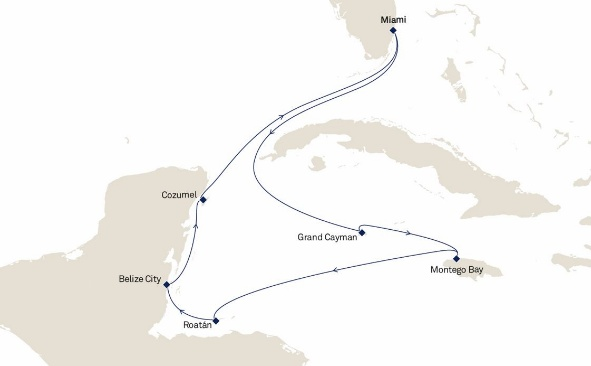 Miami
Cozumel
Grand Cayman
Montego Bay
Belize City
Roatán